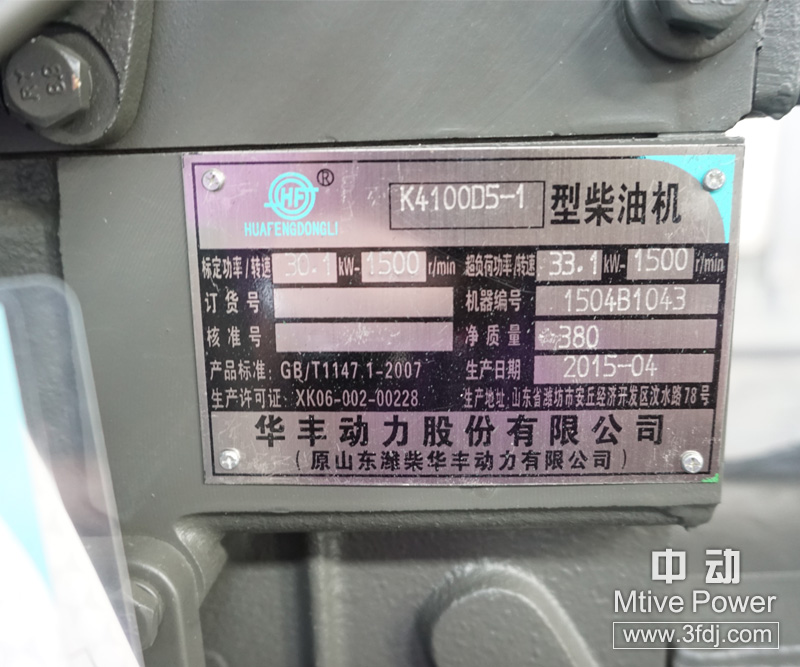 RY
8.8
HF ®
HUAFENGDONGLI
K4100D5-1 型柴油机
标定功率/转速 30.1 kW- 1500 r/min 超负荷功率/转速 33.1 kW- 1500 r/min
订货号 机器编号 1504B1043
核准号 净质量 380
产品标准: GB/T1147.1-2007 生产日期 2015-04
生产许可证: XK06-002-00228 生产地址: 山东省潍坊市安丘经济开发区汶水路78号
华丰动力股份有限公司
(原山东潍柴华丰动力有限公司)
中动
Mtive Power
www.3fdj.com